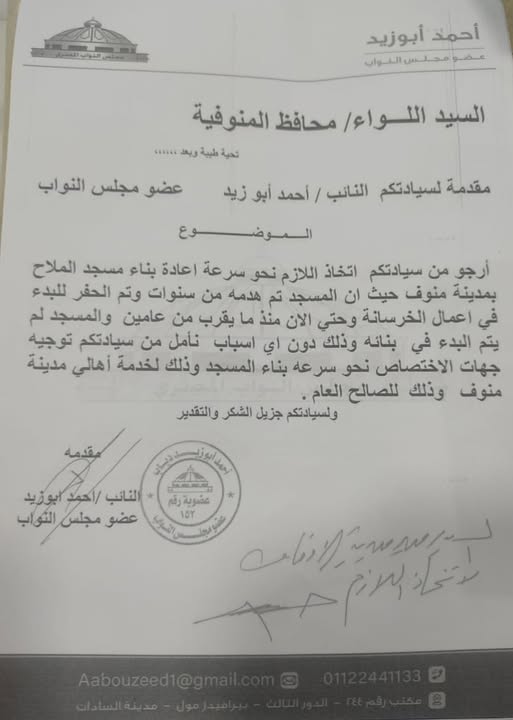 أحمد أبوزيد
عضو مجلس النواب
مجلس النواب المصري
السيد اللـــواء/ محافظ المنوفية
تحية طيبة وبعد ،،،،،،
مقدمة لسيادتكم النائب / أحمد أبو زيد عضو مجلس النواب
المـــوضـــــــــوع
أرجو من سيادتكم اتخاذ اللازم نحو سرعة اعادة بناء مسجد الملاح
بمدينة منوف حيث ان المسجد تم هدمه من سنوات وتم الحفر للبدء
في اعمال الخرسانة وحتي الان منذ ما يقرب من عامين والمسجد لم
يتم البدء في بنائه وذلك دون اي اسباب نأمل من سيادتكم توجيه
جهات الاختصاص نحو سرعه بناء المسجد وذلك لخدمة أهالي مدينة
منوف وذلك للصالح العام .
ولسيادتكم جزيل الشكر والتقدير
مقدمه
النائب /أحمد ابوزيد
عضو مجلس النواب
أحمد أبوزيد دياب
عضوية رقم
١٥٢
عضو مجلس النواب
السيد مدير مديرية الاوقاف
لاتخاذ اللازم
01122441133 Aabouzeed1@gmail.com
مكتب رقم ٢٤٤ - الدور الثالث - بيراميدز مول - مدينة السادات